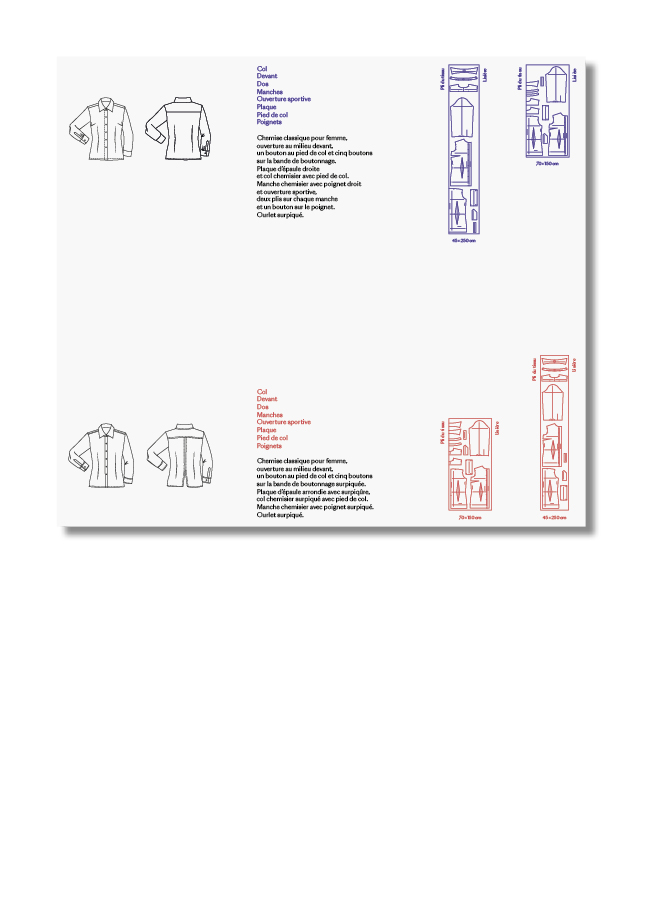 Col
Devant
Dos
Manches
Ouverture sportive
Plaque
Pied de col
Poignets
Chemise classique pour femme,
ouverture au milieu devant,
un bouton au pied de col et cinq boutons
sur la bande de boutonnage.
Plaque d'épaule droite
et col chemisier avec pied de col.
Manche chemisier avec poignet droit
et ouverture sportive,
deux plis sur chaque manche
et un bouton sur le poignet.
Ourlet surpiqué.
Pli du tissu
Lisière
45×250 cm
Pli du tissu
Lisière
70×150 cm
Col
Devant
Dos
Manches
Ouverture sportive
Plaque
Pied de col
Poignets
Chemise classique pour femme,
ouverture au milieu devant,
un bouton au pied de col et cinq boutons
sur la bande de boutonnage surpiquée.
Plaque d'épaule arrondie avec surpiqûre,
col chemisier surpiqué avec pied de col.
Manche chemisier avec poignet surpiqué.
Ourlet surpiqué.
Pli du tissu
Lisière
70×150 cm
Pli du tissu
Lisière
45×250 cm